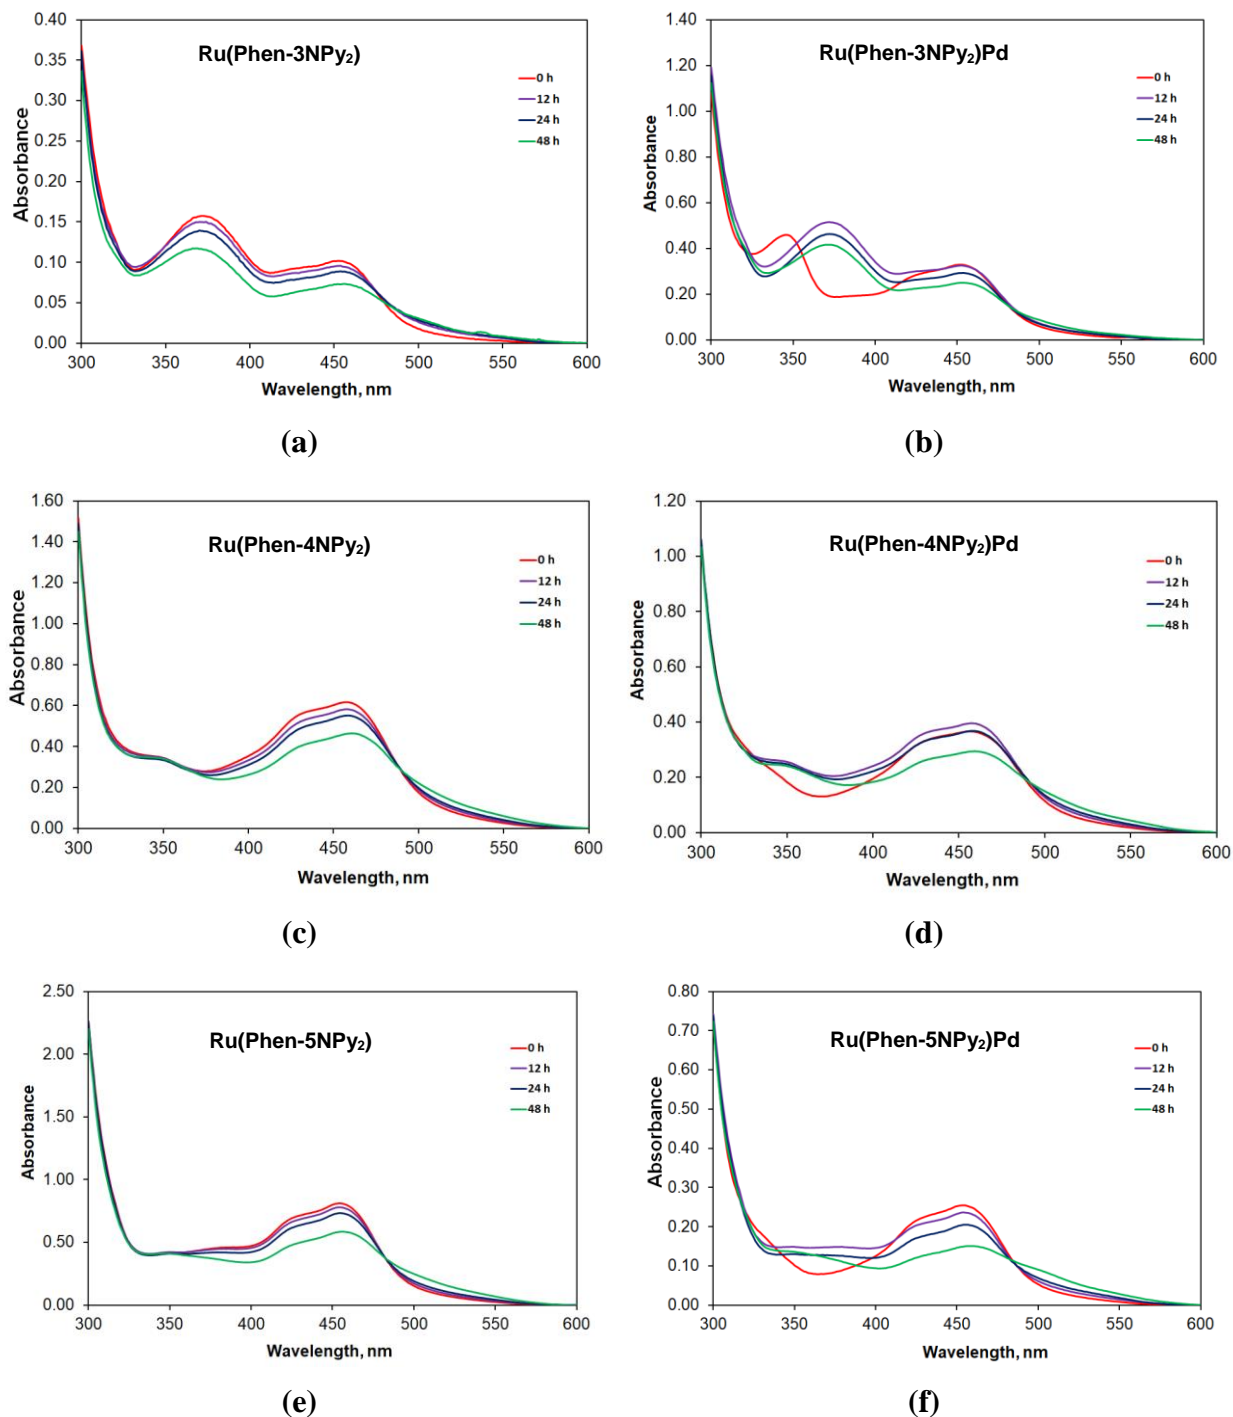 Ru(Phen-3NPy₂)
0 h
12 h
24 h
48 h
Absorbance
0.40
0.35
0.30
0.25
0.20
0.15
0.10
0.05
0.00
300 350 400 450 500 550 600
Wavelength, nm
(a)
Ru(Phen-3NPy₂)Pd
0 h
12 h
24 h
48 h
Absorbance
1.40
1.20
1.00
0.80
0.60
0.40
0.20
0.00
300 350 400 450 500 550 600
Wavelength, nm
(b)
Ru(Phen-4NPy₂)
0 h
12 h
24 h
48 h
Absorbance
1.60
1.40
1.20
1.00
0.80
0.60
0.40
0.20
0.00
300 350 400 450 500 550 600
Wavelength, nm
(c)
Ru(Phen-4NPy₂)Pd
0 h
12 h
24 h
48 h
Absorbance
1.20
1.00
0.80
0.60
0.40
0.20
0.00
300 350 400 450 500 550 600
Wavelength, nm
(d)
Ru(Phen-5NPy₂)
0 h
12 h
24 h
48 h
Absorbance
2.50
2.00
1.50
1.00
0.50
0.00
300 350 400 450 500 550 600
Wavelength, nm
(e)
Ru(Phen-5NPy₂)Pd
0 h
12 h
24 h
48 h
Absorbance
0.80
0.70
0.60
0.50
0.40
0.30
0.20
0.10
0.00
300 350 400 450 500 550 600
Wavelength, nm
(f)